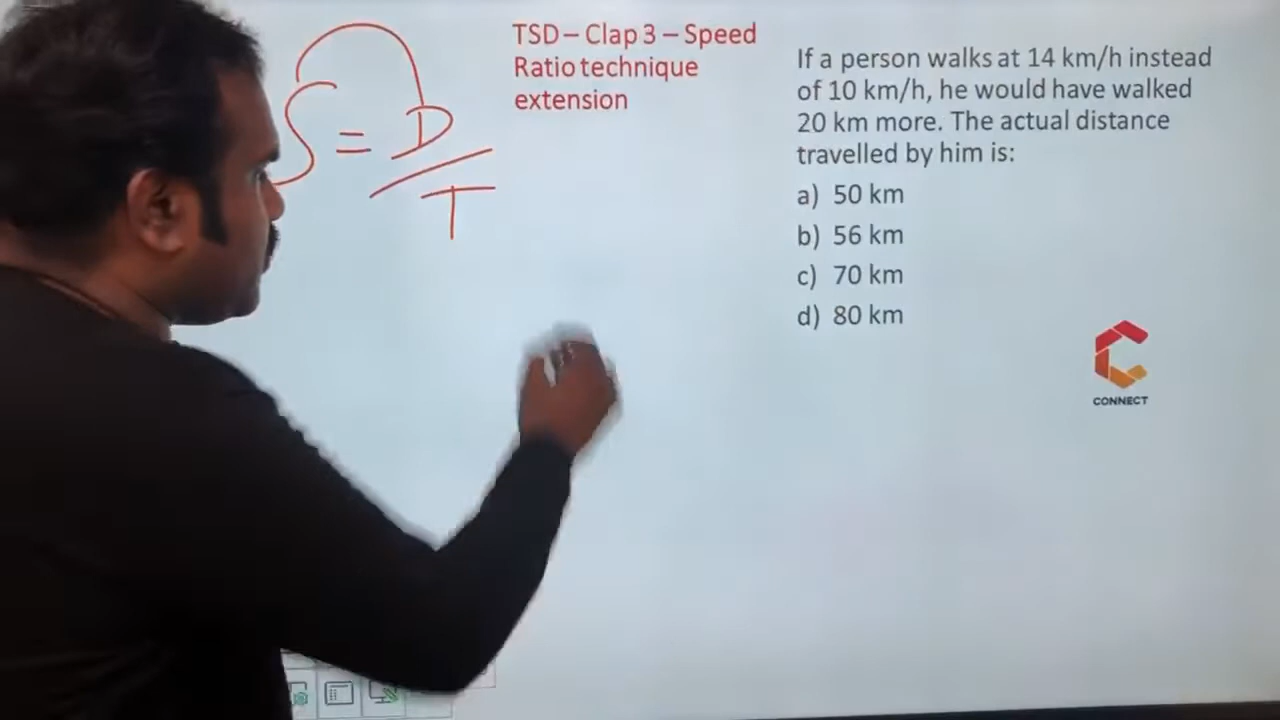 S = D/T
TSD – Clap 3 – Speed
Ratio technique
extension
If a person walks at 14 km/h instead
of 10 km/h, he would have walked
20 km more. The actual distance
travelled by him is:
a) 50 km
b) 56 km
c) 70 km
d) 80 km
CONNECT